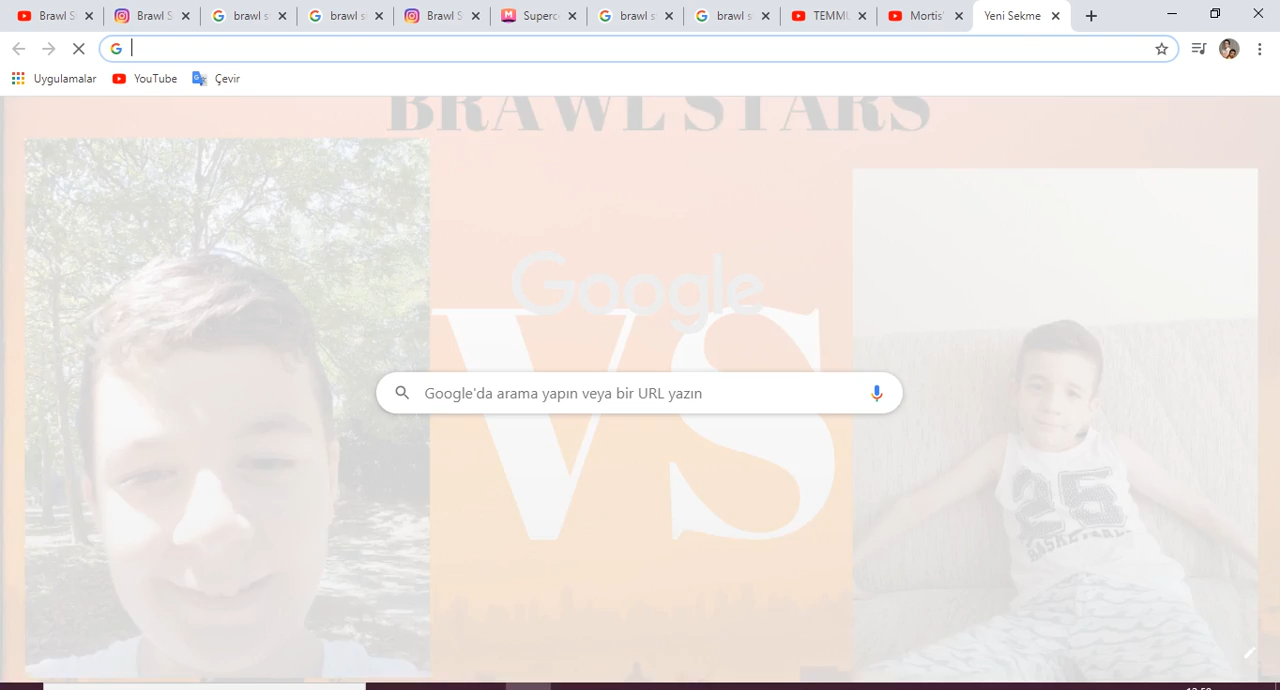 Brawl S
Brawl S
brawl s
brawl s
Brawl S
Superc
brawl s
brawl s
TEMMU
Mortis'
Yeni Sekme
Uygulamalar
YouTube
Çevir
BRAWL STARS
Google
VS
Google'da arama yapın veya bir URL yazın
25